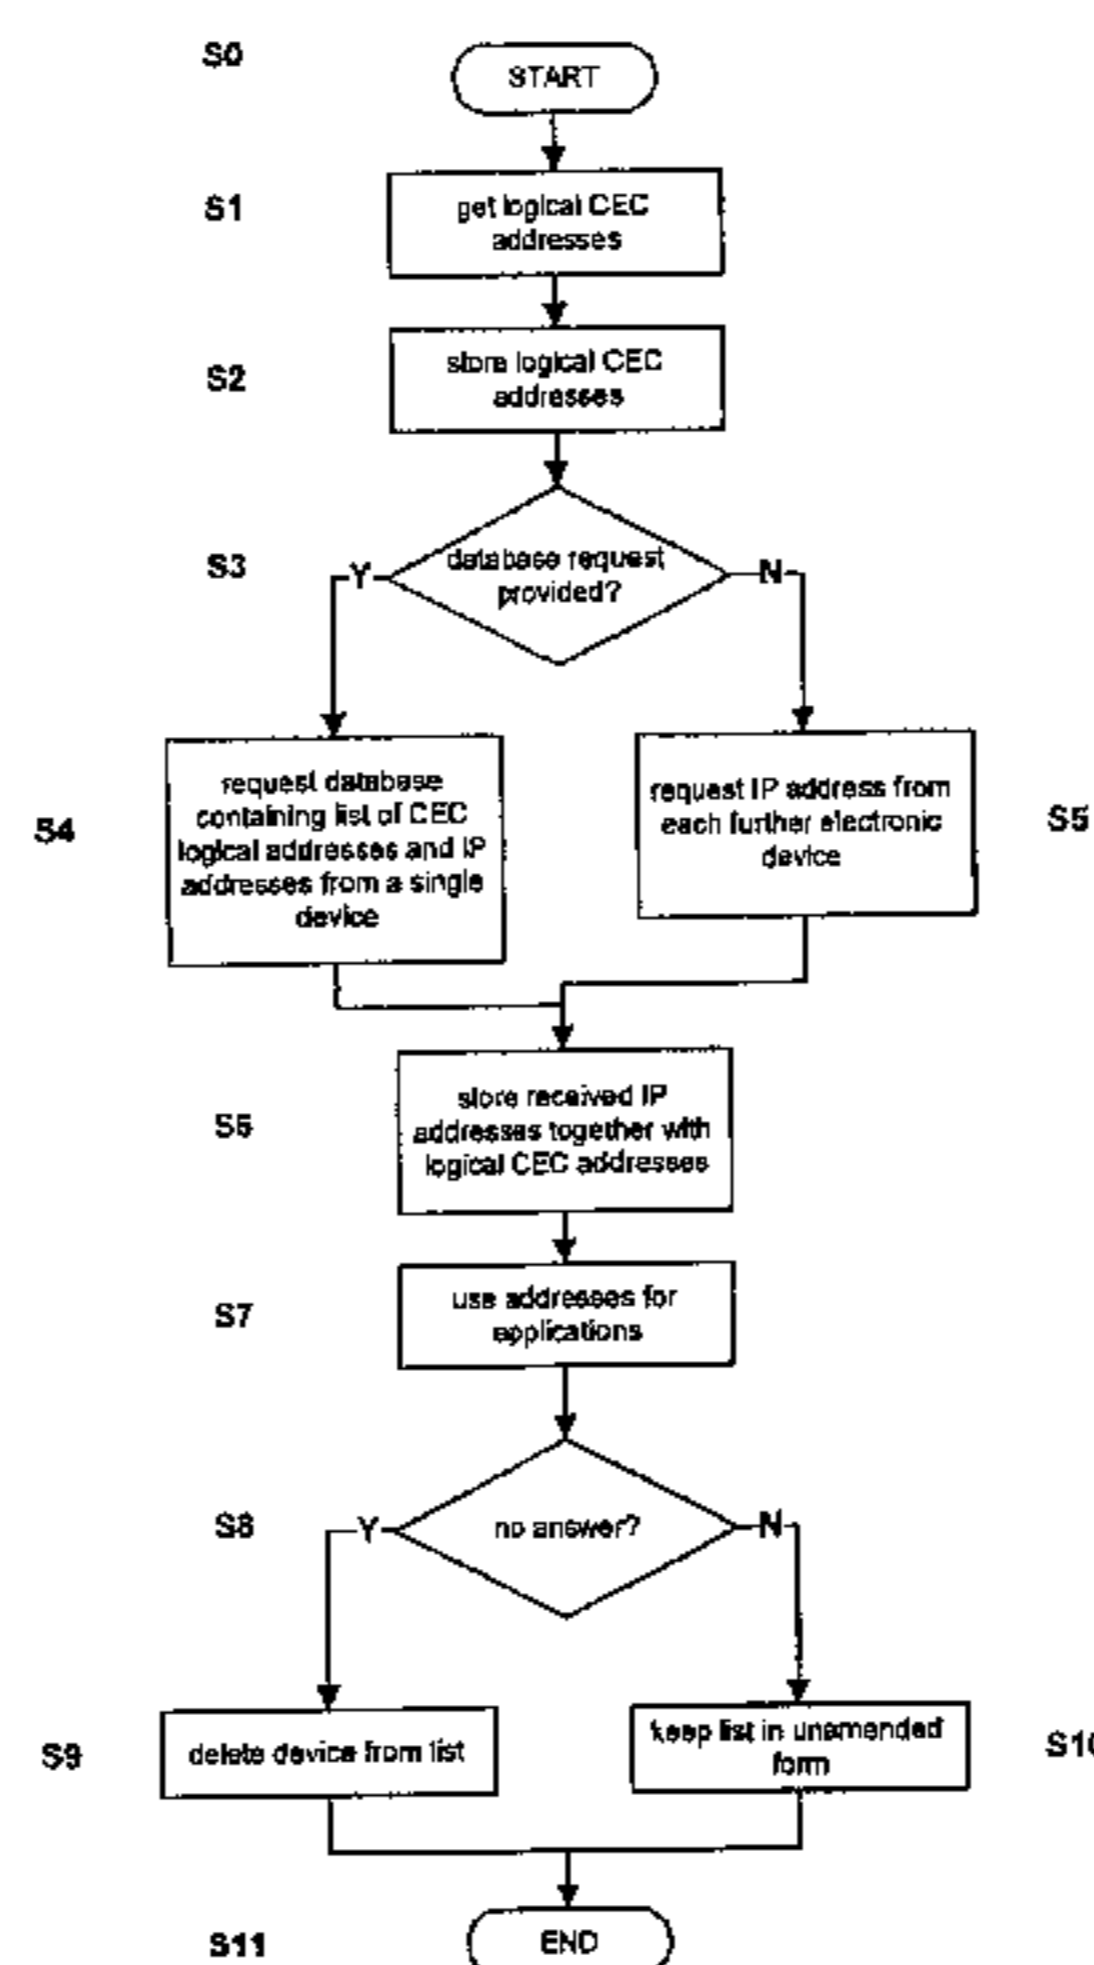 S0
START
S1
get logical CEC
addresses
S2
store logical CEC
addresses
S3
database request
provided?
Y
N
S4
request database
containing list of CEC
logical addresses and IP
addresses from a single
device
request IP address from
each further electronic
device
S5
S6
store received IP
addresses together with
logical CEC addresses
S7
use addresses for
applications
S8
Y
no answer?
N
S9
delete device from list
keep list in unamended
form
S10
S11
END